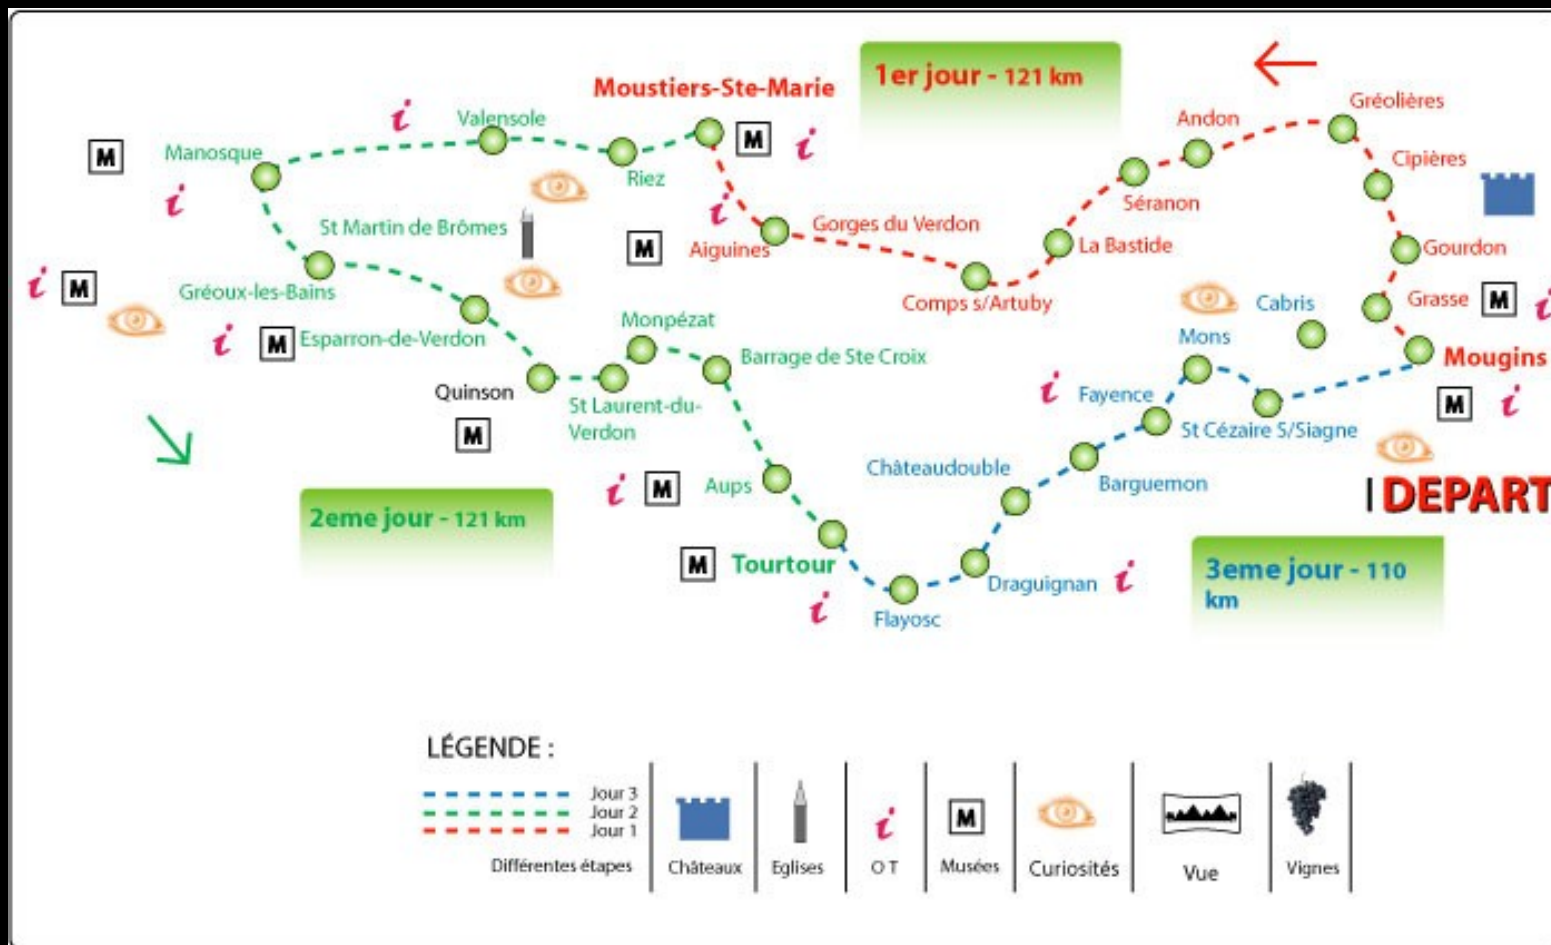 1er jour - 121 km
Moustiers-Ste-Marie
Gréolières
Valensole
Andon
Manosque
Cipières
Riez
Séranon
St Martin de Brômes
Gorges du Verdon
Aiguines
La Bastide
Gourdon
Gréoux-les-Bains
Comps s/Artuby
Cabris
Grasse
Monpézat
Esparron-de-Verdon
Mons
Barrage de Ste Croix
Mougins
Quinson
Fayence
St Laurent-du-
Verdon
St Cézaire S/Siagne
Châteaudouble
Aups
Barguemon
DEPART
2eme jour - 121 km
Tourtour
Draguignan
3eme jour - 110
km
Flayosc
M
M
M
M
M
M
M
M
M
M
i
i
i
i
i
i
i
i
i
i
i
i
i
LÉGENDE :
Jour 3
Jour 2
Jour 1
Différentes étapes
Châteaux
Eglises
i
O T
M
Musées
Curiosités
Vue
Vignes